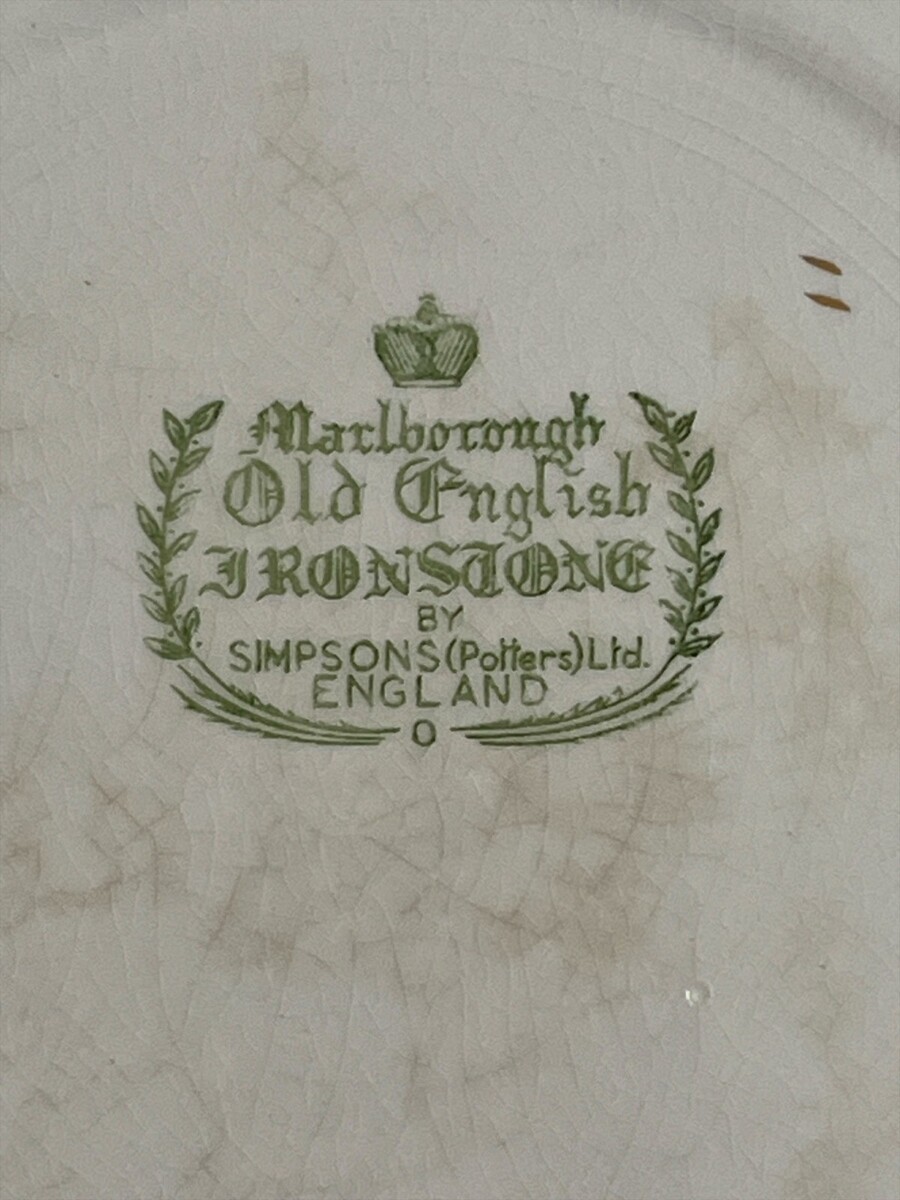 Marlborough
Old English
IRONSTONE
BY
SIMPSONS (Potters) Ltd.
ENGLAND
O